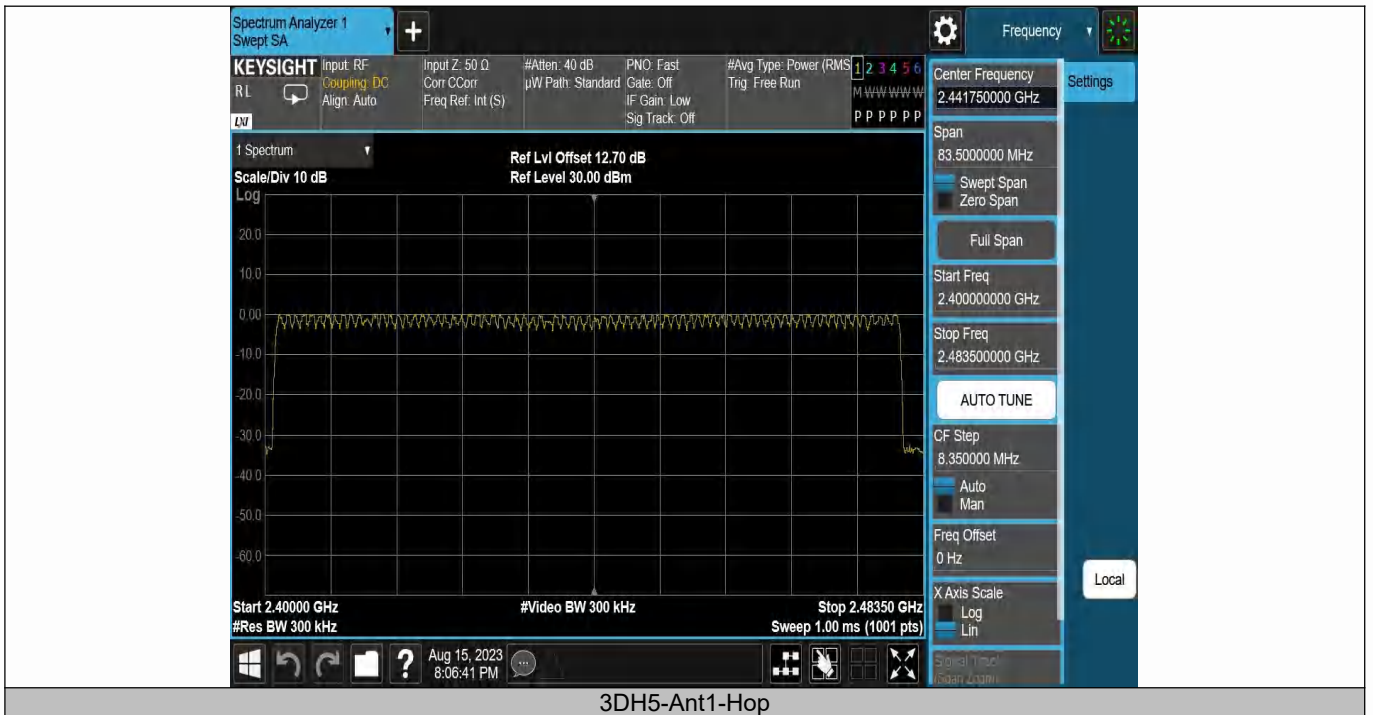 Spectrum Analyzer 1
Swept SA
+
Frequency
KEYSIGHT
RL
LXI
Input: RF
Coupling: DC
Align: Auto
Input Z: 50 Ω
Corr CCorr
Freq Ref: Int (S)
#Atten: 40 dB
µW Path: Standard
PNO: Fast
Gate: Off
IF Gain: Low
Sig Track: Off
#Avg Type: Power (RMS
Trig: Free Run
1 2 3 4 5 6
M W W W W W
P P P P P P
Center Frequency
2.441750000 GHz
Settings
Span
83.5000000 MHz
Swept Span
Zero Span
Full Span
Start Freq
2.400000000 GHz
Stop Freq
2.483500000 GHz
AUTO TUNE
CF Step
8.350000 MHz
Auto
Man
Freq Offset
0 Hz
X Axis Scale
Log
Lin
Signal Track
(Span Zoom)
Local
1 Spectrum
Scale/Div 10 dB
Ref Lvl Offset 12.70 dB
Ref Level 30.00 dBm
Log
20.0
10.0
0.00
-10.0
-20.0
-30.0
-40.0
-50.0
-60.0
Start 2.40000 GHz
#Res BW 300 kHz
#Video BW 300 kHz
Stop 2.48350 GHz
Sweep 1.00 ms (1001 pts)
?
Aug 15, 2023
8:06:41 PM
3DH5-Ant1-Hop